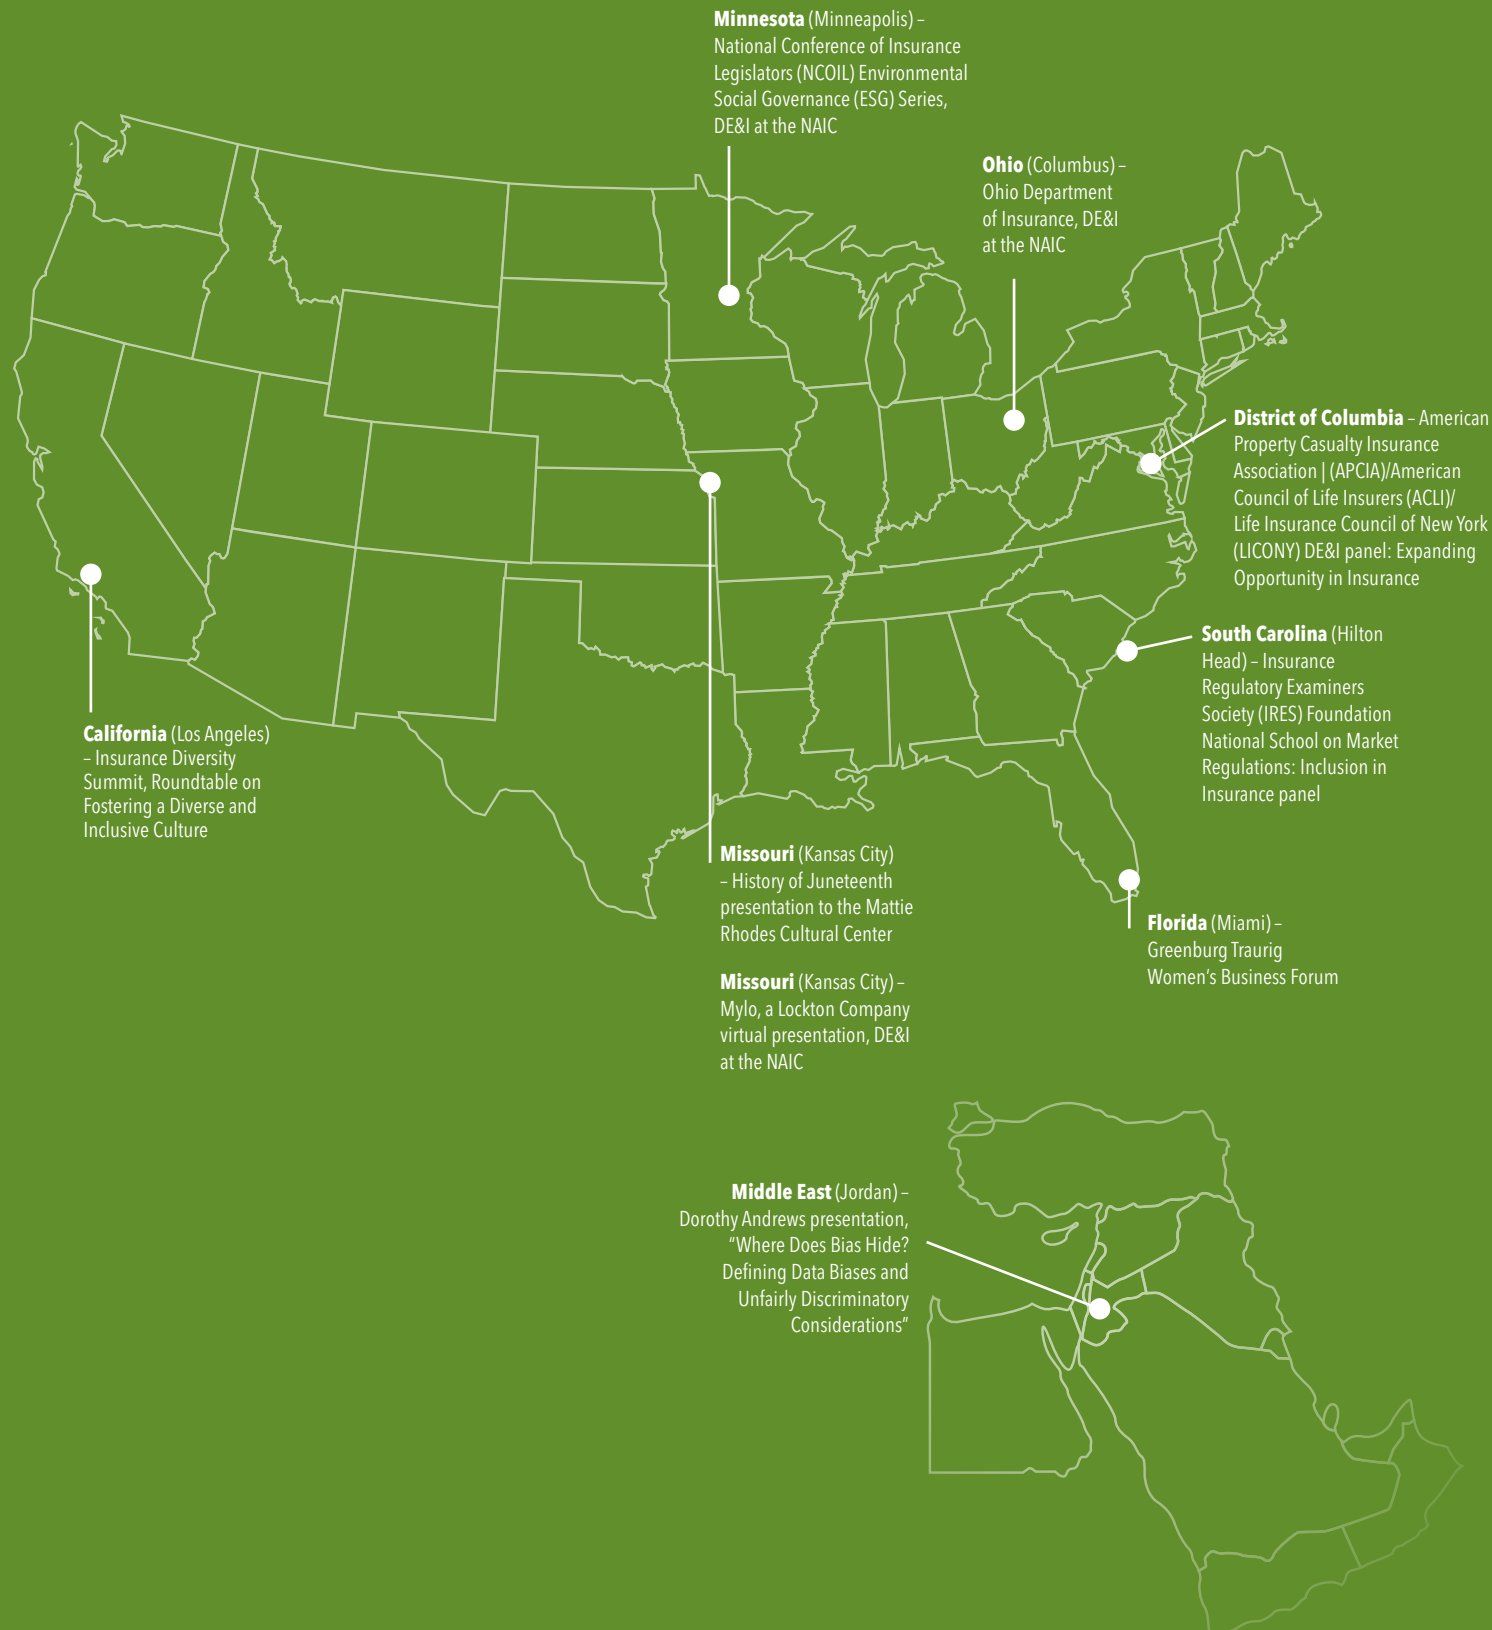 Minnesota (Minneapolis) –
National Conference of Insurance
Legislators (NCOIL) Environmental
Social Governance (ESG) Series,
DE&I at the NAIC
Ohio (Columbus) –
Ohio Department
of Insurance, DE&I
at the NAIC
District of Columbia – American
Property Casualty Insurance
Association | (APCIA)/American
Council of Life Insurers (ACLI)/
Life Insurance Council of New York
(LICONY) DE&I panel: Expanding
Opportunity in Insurance
South Carolina (Hilton
Head) – Insurance
Regulatory Examiners
Society (IRES) Foundation
National School on Market
Regulations: Inclusion in
Insurance panel
California (Los Angeles)
– Insurance Diversity
Summit, Roundtable on
Fostering a Diverse and
Inclusive Culture
Missouri (Kansas City)
– History of Juneteenth
presentation to the Mattie
Rhodes Cultural Center
Missouri (Kansas City) –
Mylo, a Lockton Company
virtual presentation, DE&I
at the NAIC
Florida (Miami) –
Greenburg Traurig
Women's Business Forum
Middle East (Jordan) –
Dorothy Andrews presentation,
"Where Does Bias Hide?
Defining Data Biases and
Unfairly Discriminatory
Considerations"